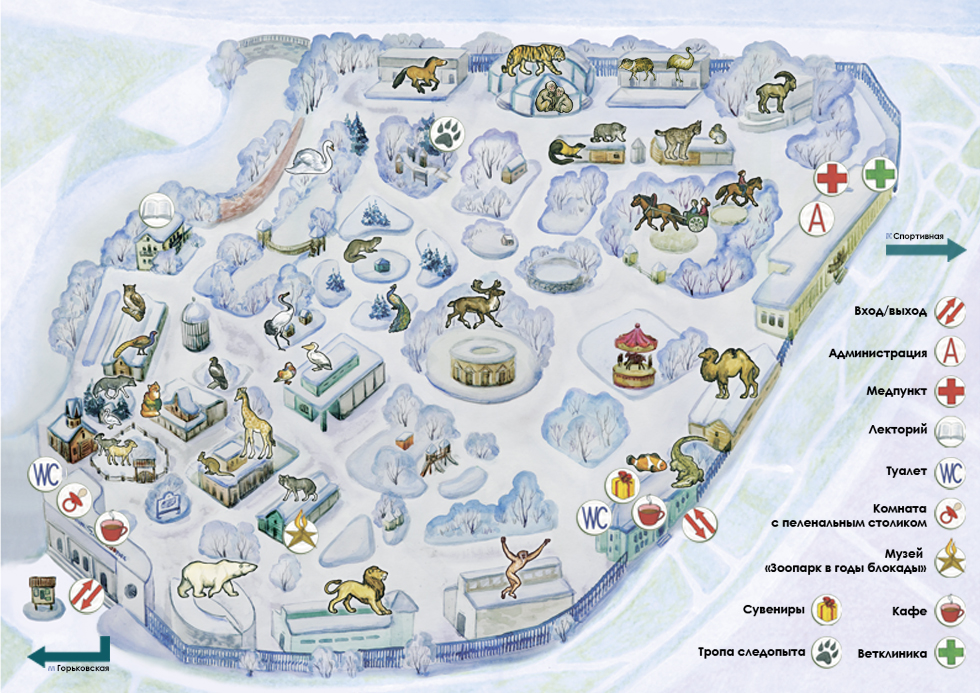 А
Спортивная
Вход/выход
Администрация
А
Медпункт
Лекторий
WC
Туалет
WC
WC
Комната
с пеленальным столиком
Музей
«Зоопарк в годы блокады»
Сувениры
Кафе
Тропа следопыта
Ветклиника
м Горьковская